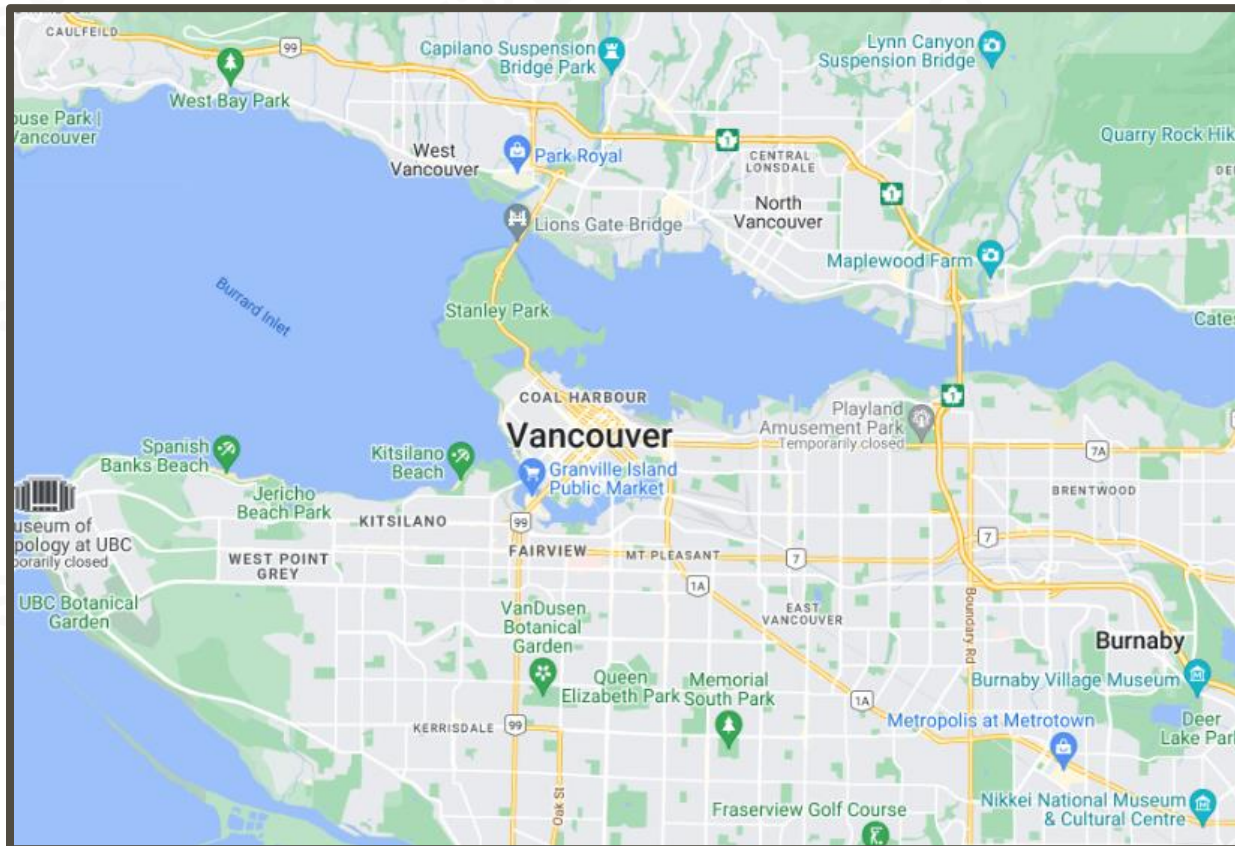 CAULFEILD
99
West Bay Park
Capilano Suspension
Bridge Park
Lynn Canyon
Suspension Bridge
ouse Park |
Vancouver
Quarry Rock Hik
West
Vancouver
Park Royal
1
CENTRAL
LONSDALE
DE
1
North
Vancouver
Lions Gate Bridge
Maplewood Farm
Burrard Inlet
Stanley Park
Cates
COAL HARBOUR
1
Playland
Amusement Park
Temporarily closed
Vancouver
7A
Spanish
Banks Beach
Kitsilano
Beach
Granville Island
Public Market
Jericho
Beach Park
BRENTWOOD
useum of
pology at UBC
porarily closed
KITSILANO
99
7
WEST POINT
GREY
FAIRVIEW
MT PLEASANT
7
UBC Botanical
Garden
1A
EAST
VANCOUVER
Boundary Rd
VanDusen
Botanical
Garden
Burnaby
Queen
Elizabeth Park
Memorial
South Park
Burnaby Village Museum
1A
KERRISDALE
99
Metropolis at Metrotown
Deer
Lake Park
Oak St
Fraserview Golf Course
Nikkei National Museum
& Cultural Centre